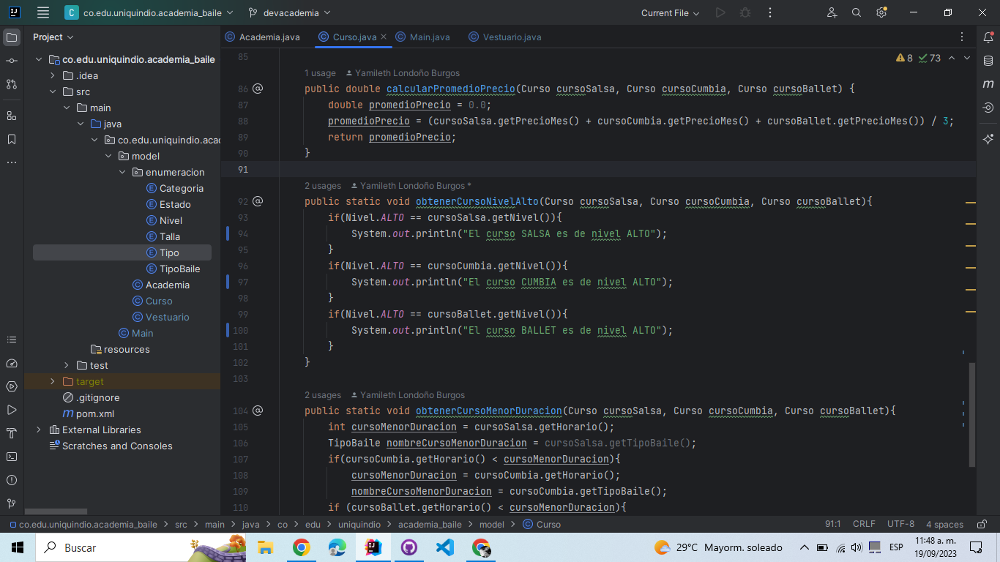 co.edu.uniquindio.academia_baile devacademia Current File
Project
Academia.java Curso.java Main.java Vestuario.java
co.edu.uniquindio.academia_baile
.idea
src
main
java
co.edu.uniquindio.aca
model
enumeracion
Categoria
Estado
Nivel
Talla
Tipo
TipoBaile
Academia
Curso
Vestuario
Main
resources
test
target
.gitignore
pom.xml
External Libraries
Scratches and Consoles
8 73
85
1 usage Yamileth Londoño Burgos
86 public double calcularPromedioPrecio(Curso cursoSalsa, Curso cursoCumbia, Curso cursoBallet) {
87 double promedioPrecio = 0.0;
88 promedioPrecio = (cursoSalsa.getPrecioMes() + cursoCumbia.getPrecioMes() + cursoBallet.getPrecioMes()) / 3;
89 return promedioPrecio;
90 }
91
2 usages Yamileth Londoño Burgos *
92 public static void obtenerCursoNivelAlto(Curso cursoSalsa, Curso cursoCumbia, Curso cursoBallet){
93 if(Nivel.ALTO == cursoSalsa.getNivel()){
94 System.out.println("El curso SALSA es de nivel ALTO");
95 }
96 if(Nivel.ALTO == cursoCumbia.getNivel()){
97 System.out.println("El curso CUMBIA es de nivel ALTO");
98 }
99 if(Nivel.ALTO == cursoBallet.getNivel()){
100 System.out.println("El curso BALLET es de nivel ALTO");
101 }
102 }
103
2 usages Yamileth Londoño Burgos
104 public static void obtenerCursoMenorDuracion(Curso cursoSalsa, Curso cursoCumbia, Curso cursoBallet){
105 int cursoMenorDuracion = cursoSalsa.getHorario();
106 TipoBaile nombreCursoMenorDuracion = cursoSalsa.getTipoBaile();
107 if(cursoCumbia.getHorario() < cursoMenorDuracion){
108 cursoMenorDuracion = cursoCumbia.getHorario();
109 nombreCursoMenorDuracion = cursoCumbia.getTipoBaile();
110 if (cursoBallet.getHorario() < cursoMenorDuracion){
co.edu.uniquindio.academia_baile > src > main > java > co > edu > uniquindio > academia_baile > model > Curso 91:1 CRLF UTF-8 4 spaces
Buscar 29°C Mayorm. soleado ESP 11:48 a. m.
19/09/2023